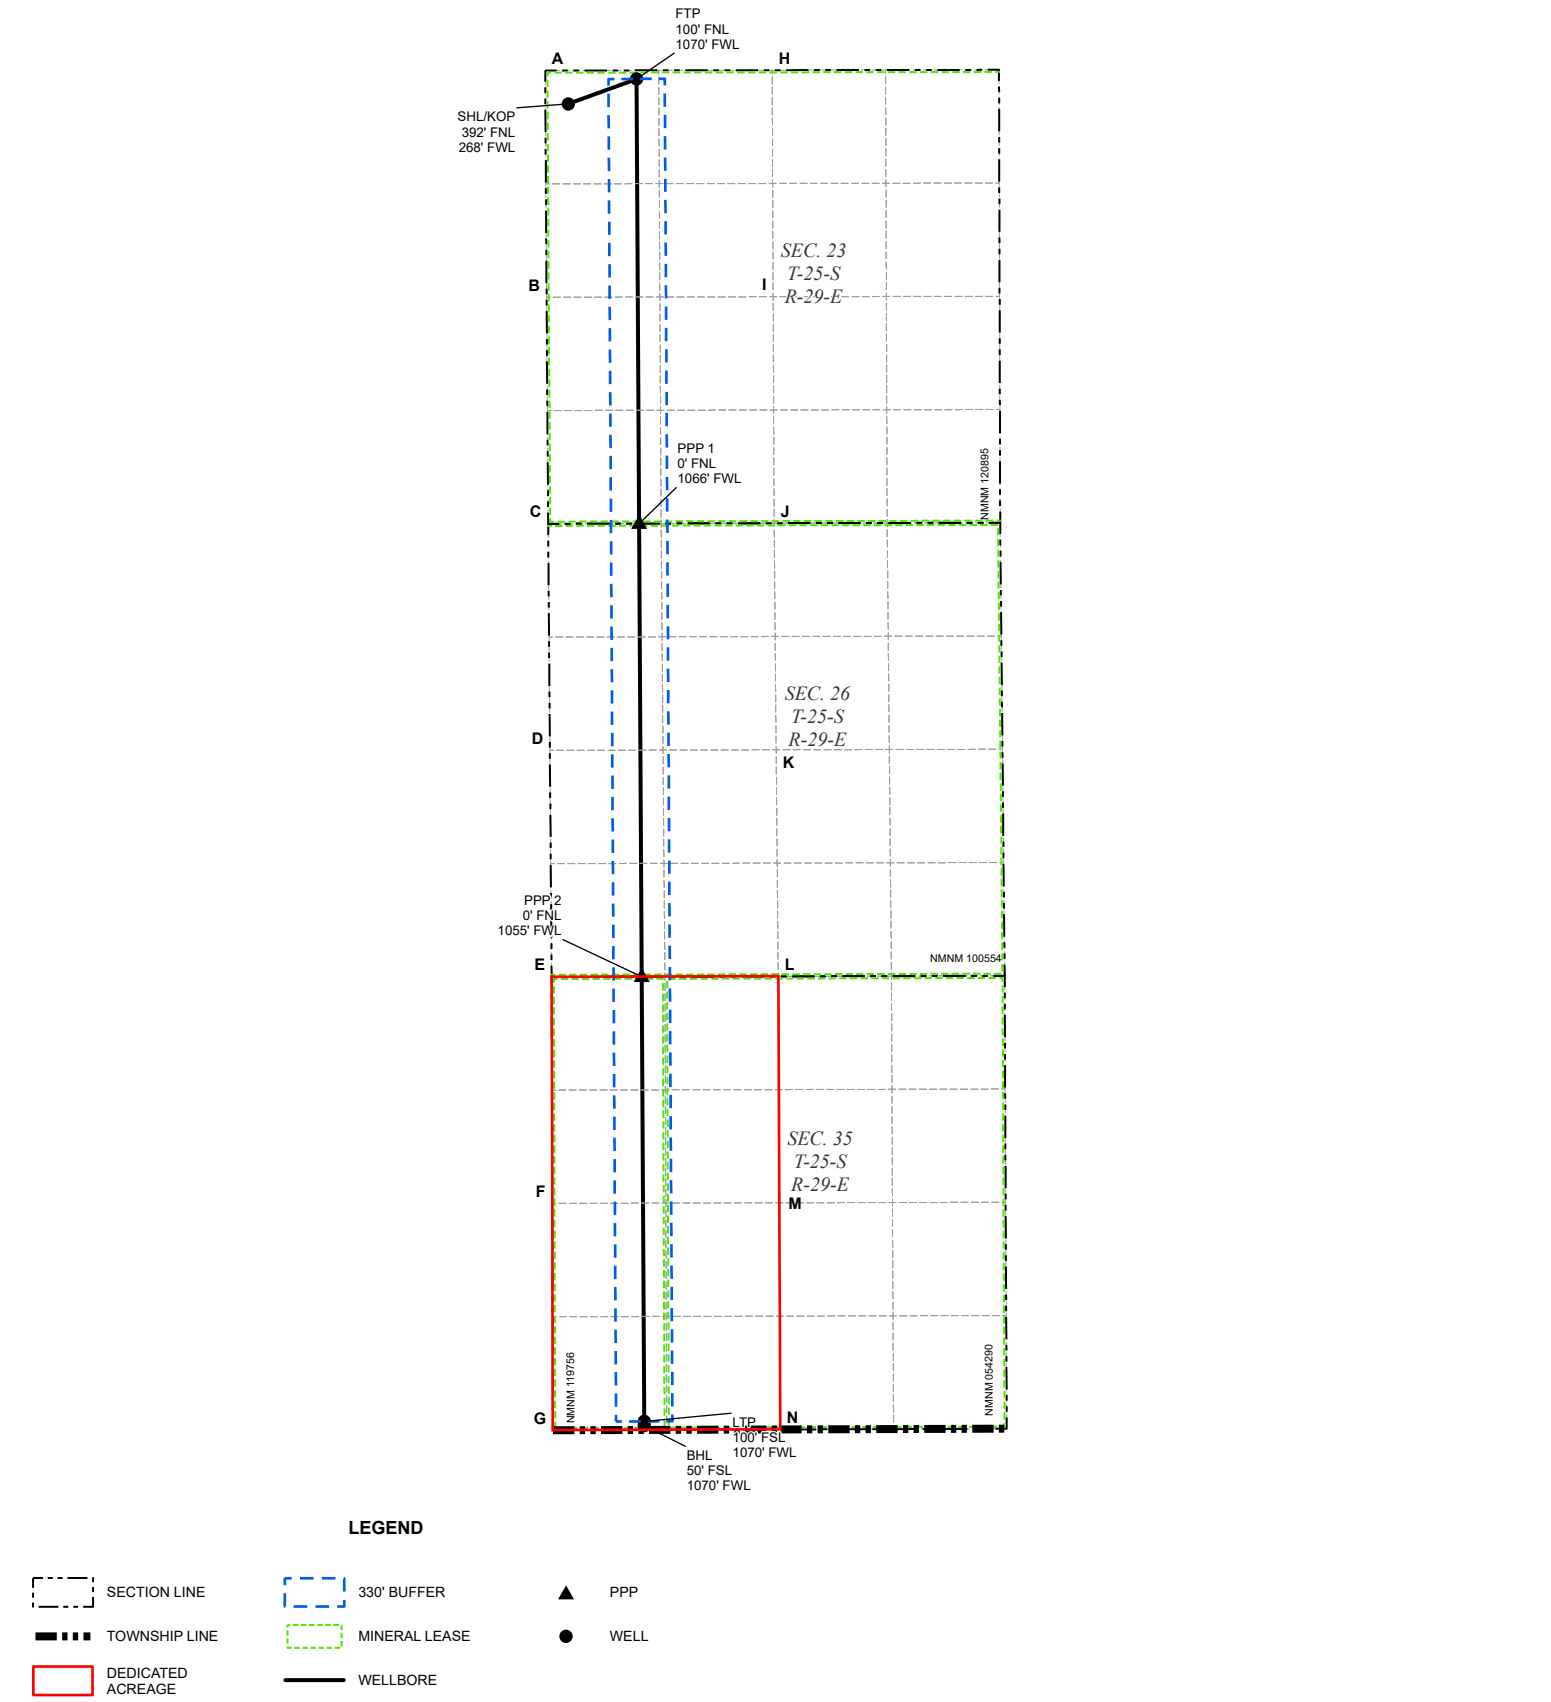 FTP
100' FNL
1070' FWL
A
H
SHL/KOP
392' FNL
268' FWL
SEC. 23
T-25-S
R-29-E
B
I
PPP 1
0' FNL
1066' FWL
NMNM 120895
C
J
SEC. 26
T-25-S
R-29-E
D
K
PPP 2
0' FNL
1055' FWL
E
L
NMNM 100554
SEC. 35
T-25-S
R-29-E
F
M
NMNM 119756
NMNM 054290
G
N
LTP
100' FSL
1070' FWL
BHL
50' FSL
1070' FWL
LEGEND
SECTION LINE
330' BUFFER
PPP
TOWNSHIP LINE
MINERAL LEASE
WELL
DEDICATED
ACREAGE
WELLBORE